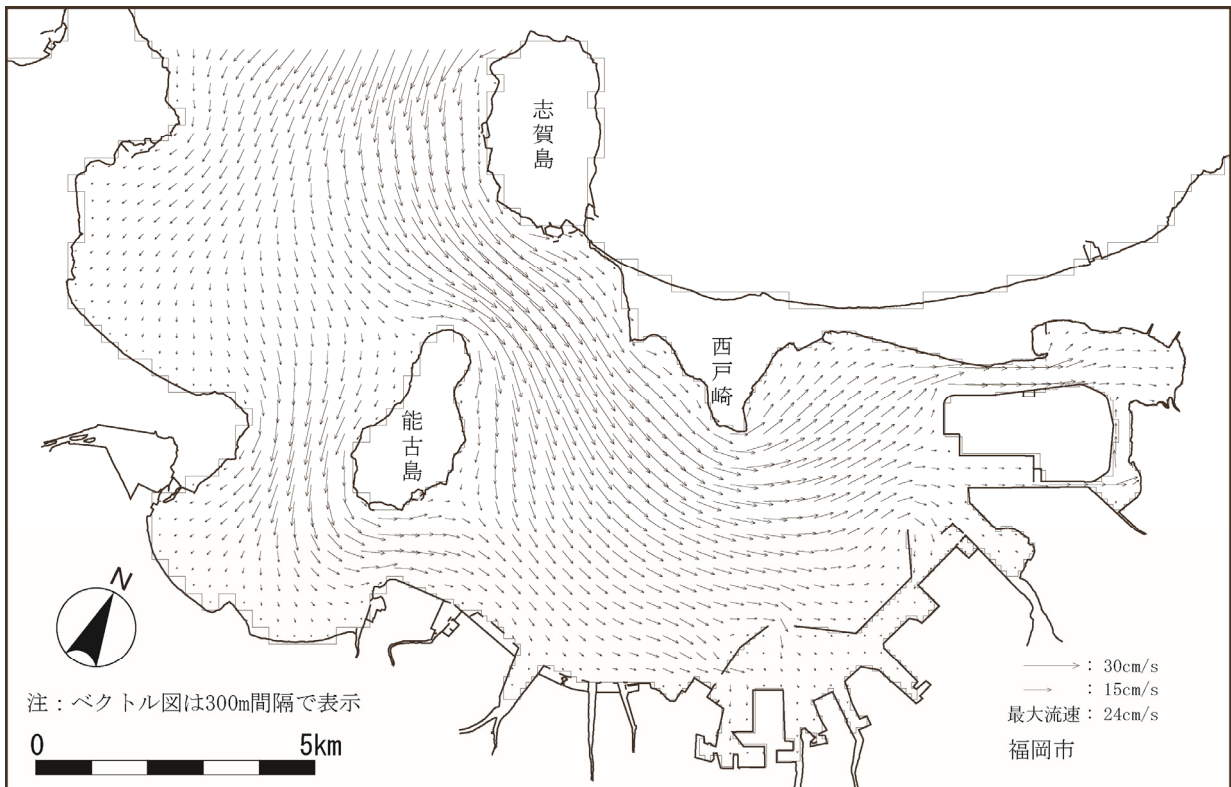 志賀島
西戸崎
能古島
N
注：ベクトル図は300m間隔で表示
0 5km
：30cm/s
：15cm/s
最大流速：24cm/s
福岡市